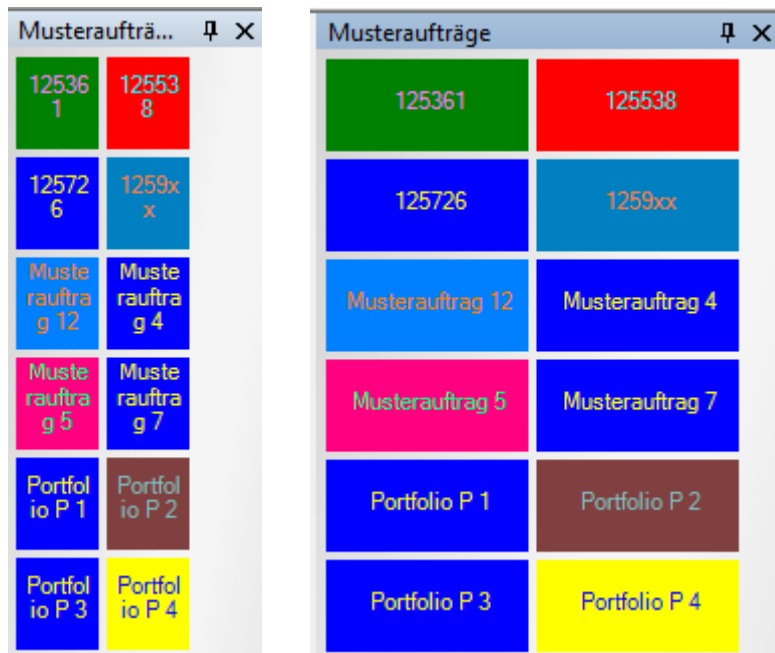 Musteraufträ...
12536
1
12553
8
12572
6
1259x
x
Muste
rauftra
g 12
Muste
rauftra
g 4
Muste
rauftra
g 5
Muste
rauftra
g 7
Portfol
io P 1
Portfol
io P 2
Portfol
io P 3
Portfol
io P 4
Musteraufträge
125361
125538
125726
1259xx
Musterauftrag 12
Musterauftrag 4
Musterauftrag 5
Musterauftrag 7
Portfolio P 1
Portfolio P 2
Portfolio P 3
Portfolio P 4